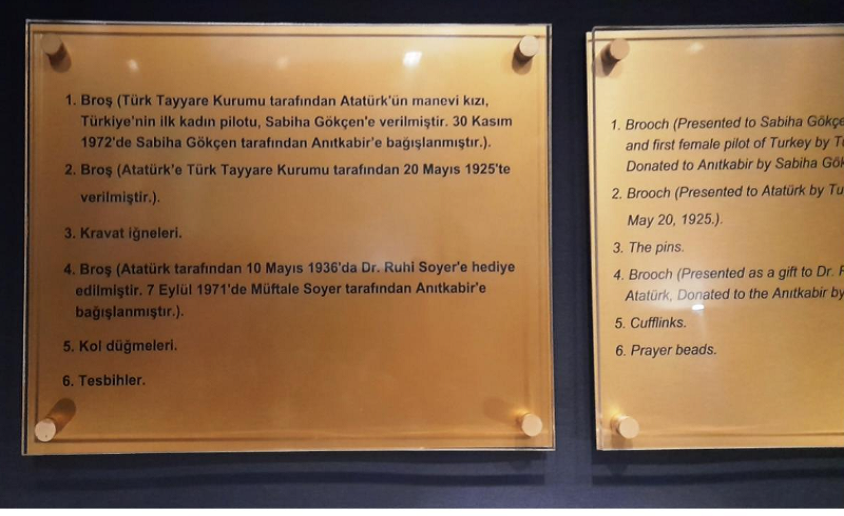 1. Broş (Türk Tayyare Kurumu tarafından Atatürk'ün manevi kızı,
Türkiye'nin ilk kadın pilotu, Sabiha Gökçen'e verilmiştir. 30 Kasım
1972'de Sabiha Gökçen tarafından Anıtkabir'e bağışlanmıştır.).
2. Broş (Atatürk'e Türk Tayyare Kurumu tarafından 20 Mayıs 1925'te
verilmiştir.).
3. Kravat iğneleri.
4. Broş (Atatürk tarafından 10 Mayıs 1936'da Dr. Ruhi Soyer'e hediye
edilmiştir. 7 Eylül 1971'de Müftale Soyer tarafından Anıtkabir'e
bağışlanmıştır.).
5. Kol düğmeleri.
6. Tesbihler.
1. Brooch (Presented to Sabiha
and first female pilot of Turkey by
Donated to Anıtkabir by Sabiha
2. Brooch (Presented to Atatürk by
May 20, 1925.).
3. The pins.
4. Brooch (Presented as a gift to Dr.
Atatürk, Donated to the Anıtkabir by
5. Cufflinks.
6. Prayer beads.